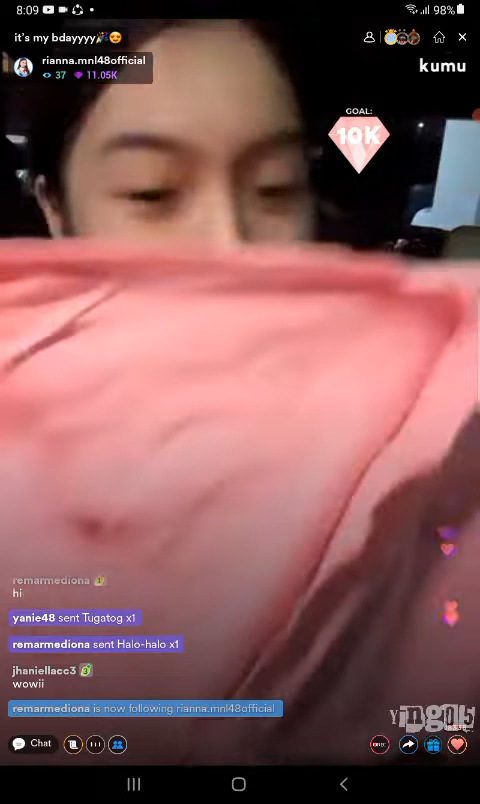 8:09
98%
it's my bdayyyy🎉😍
rianna.mnl48official
37 11.05K
kumu
GOAL:
10K
remarmediona
hi
yanie48 sent Tugatog x1
remarmediona sent Halo-halo x1
jhaniellacc3
wowii
remarmediona is now following rianna.mnl48official
Chat